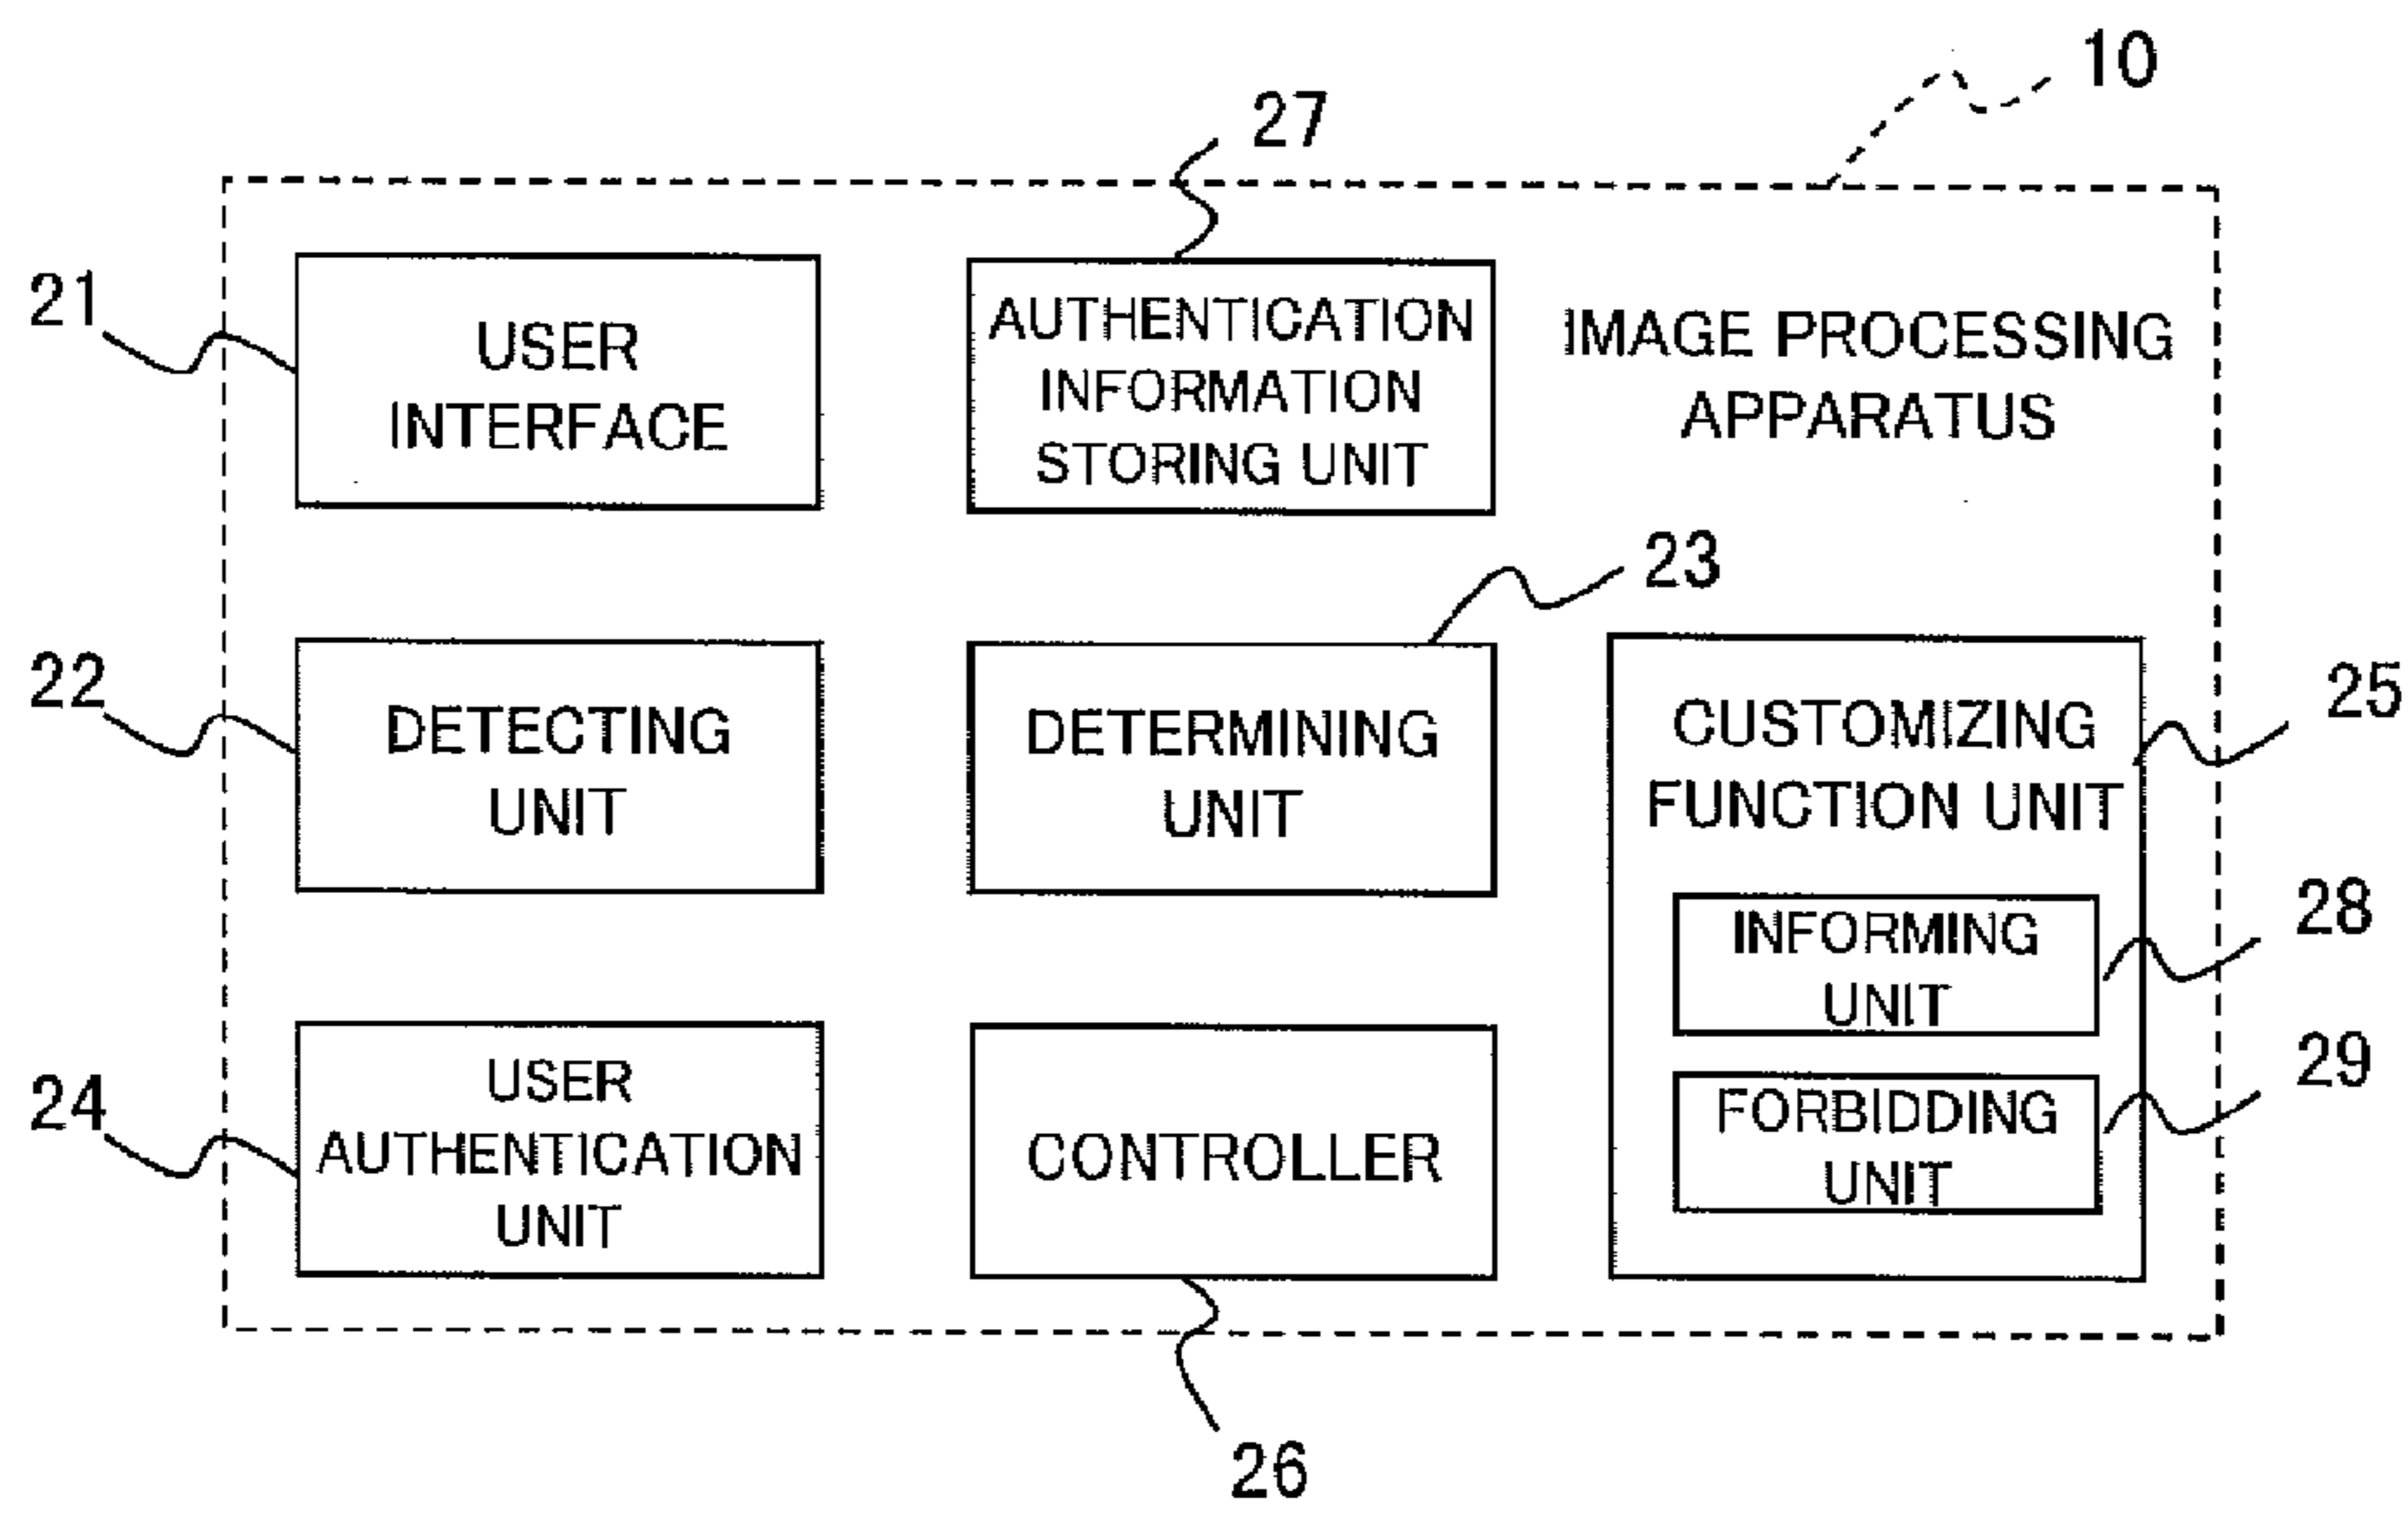 10
27
21
USER
INTERFACE
AUTHENTICATION
INFORMATION
STORING UNIT
IMAGE PROCESSING
APPARATUS
23
22
DETECTING
UNIT
DETERMINING
UNIT
CUSTOMIZING
FUNCTION UNIT
25
INFORMING
UNIT
28
FORBIDDING
UNIT
29
24
USER
AUTHENTICATION
UNIT
CONTROLLER
26